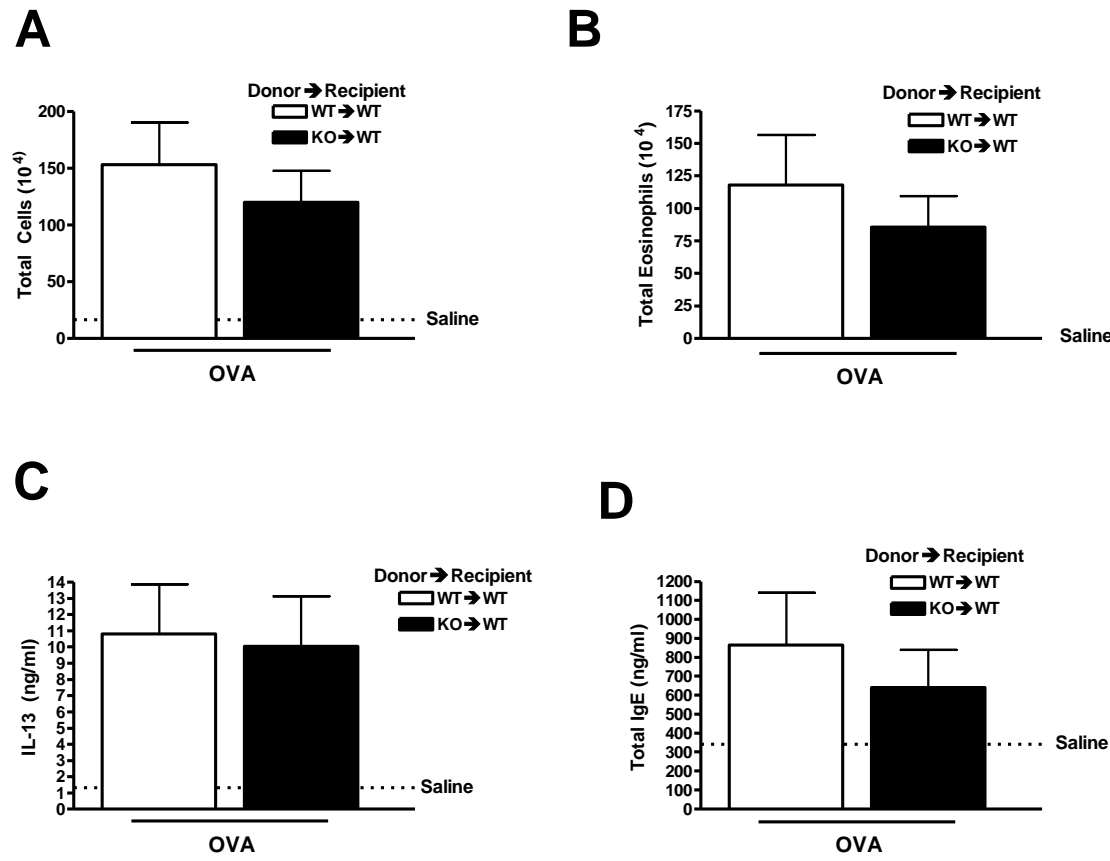 A
Donor➔Recipient
WT➔WT
KO➔WT
Total Cells (10^4)
200
150
100
50
0
Saline
OVA
B
Donor➔Recipient
WT➔WT
KO➔WT
Total Eosinophils (10^4)
175
150
125
100
75
50
25
0
Saline
OVA
C
Donor➔Recipient
WT➔WT
KO➔WT
IL-13 (ng/ml)
14
13
12
11
10
9
8
7
6
5
4
3
2
1
0
Saline
OVA
D
Donor➔Recipient
WT➔WT
KO➔WT
Total IgE (ng/ml)
1200
1100
1000
900
800
700
600
500
400
300
200
100
0
Saline
OVA